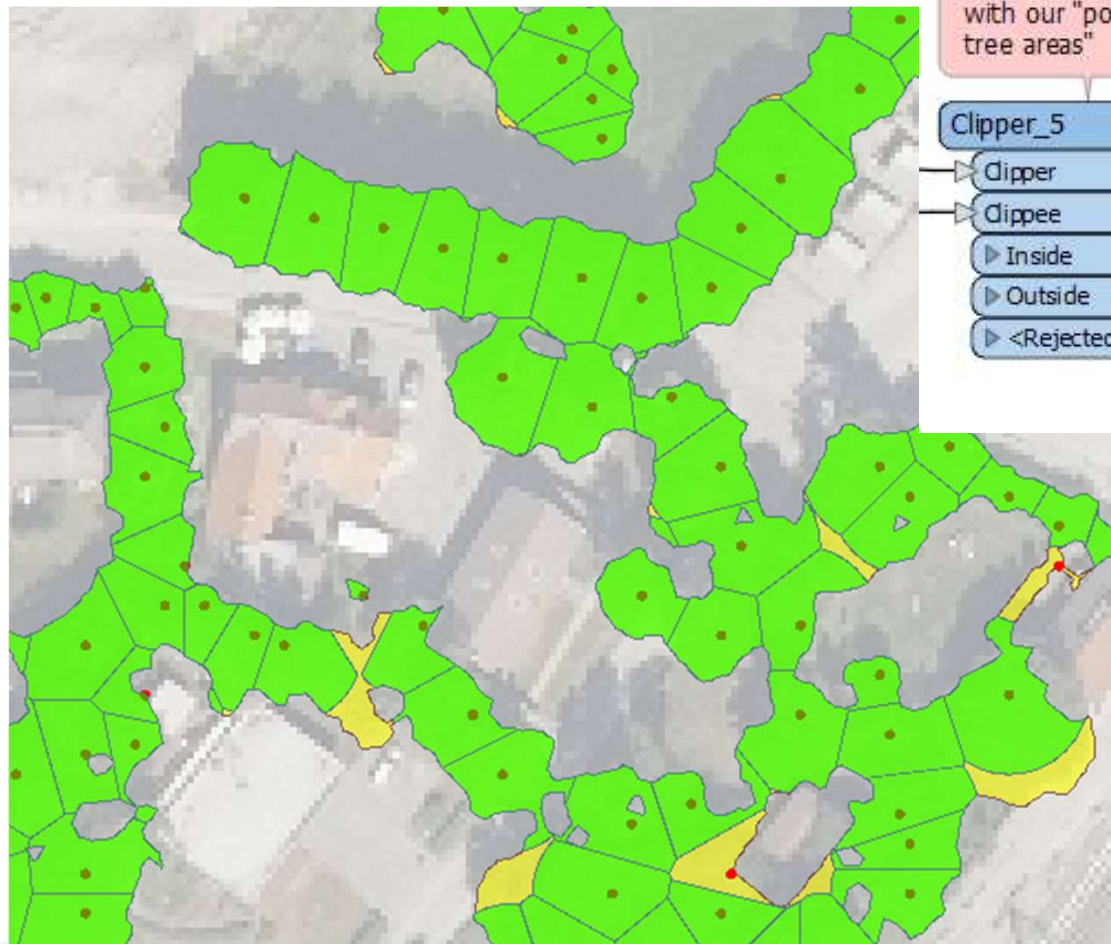 with our "po
tree areas"
Clipper_5
Clipper
Clippee
Inside
Outside
<Rejected